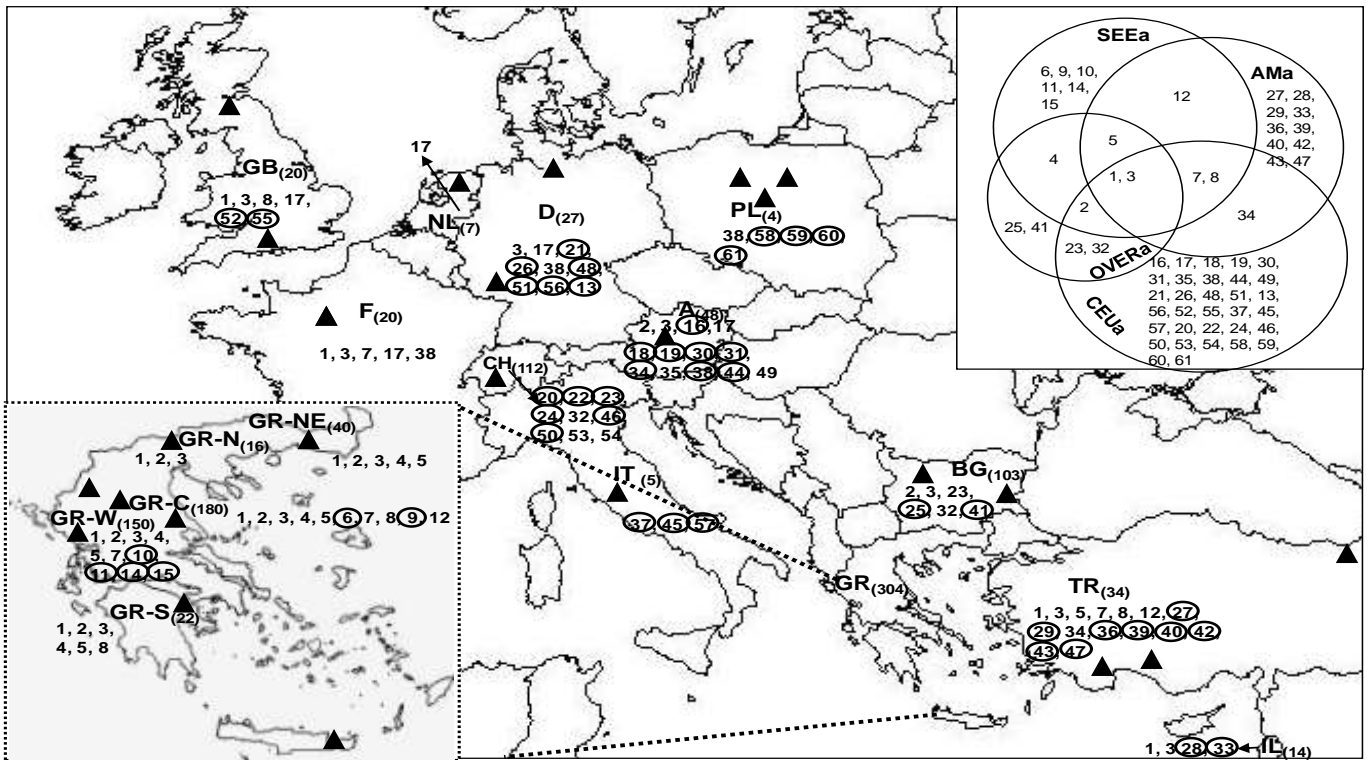 GB(20)
1, 3, 8, 17,
52, 55
17
NL(7)
D(27)
3, 17, 21,
26, 38, 48,
51, 56, 13
PL(4)
38, 58, 59, 60,
61
F(20)
1, 3, 7, 17, 38
A(48)
2, 3, 16, 17
18, 19, 30, 31,
34, 35, 38, 44, 49
CH(112)
20, 22, 23,
24, 32, 46,
50, 53, 54
IT (5)
37, 45, 57
BG(103)
2, 3, 23,
25, 32, 41,
GR(304)
TR(34)
1, 3, 5, 7, 8, 12, 27,
29, 34, 36, 39, 40, 42,
43, 47
1, 3 28, 33 IL(14)
GR-NE(40)
1, 2, 3, 4, 5
GR-N(16)
1, 2, 3
GR-C(180)
1, 2, 3, 4, 5, 6, 7, 8, 9, 12
GR-W(150)
1, 2, 3, 4,
5, 7, 10,
11, 14, 15
GR-S(22)
1, 2, 3,
4, 5, 8
SEEa
6, 9, 10,
11, 14,
15
12
AMa
27, 28,
29, 33,
36, 39,
40, 42,
43, 47
4
5
1, 3
7, 8
2
34
25, 41
23, 32
OVERa
CEUa
16, 17, 18, 19, 30,
31, 35, 38, 44, 49,
21, 26, 48, 51, 13,
56, 52, 55, 37, 45,
57, 20, 22, 24, 46,
50, 53, 54, 58, 59,
60, 61